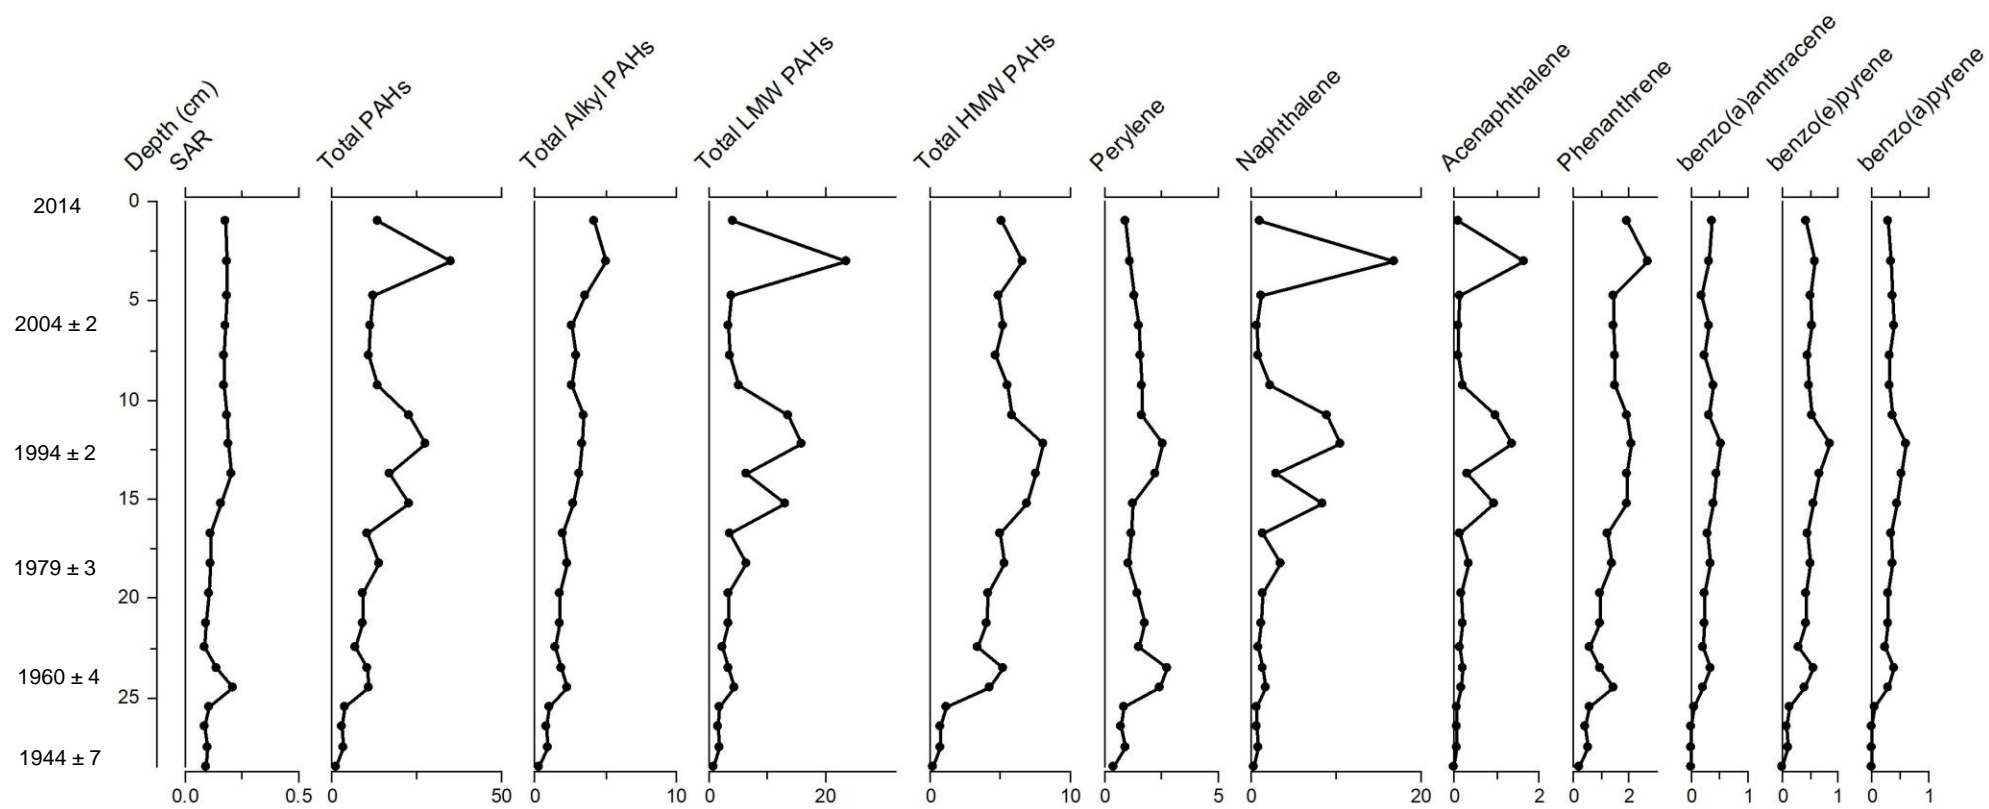 Depth (cm)
SAR
Total PAHs
Total Alkyl PAHs
Total LMW PAHs
Total HMW PAHs
Perylene
Naphthalene
Acenaphthalene
Phenanthrene
benzo(a)anthracene
benzo(e)pyrene
benzo(a)pyrene
2014
2004 ± 2
1994 ± 2
1979 ± 3
1960 ± 4
1944 ± 7
0
5
10
15
20
25
0.0 0.5
0 50
0 10
0 20
0 10
0 5
0 20
0 2
0 2
0 1
0 1
0 1